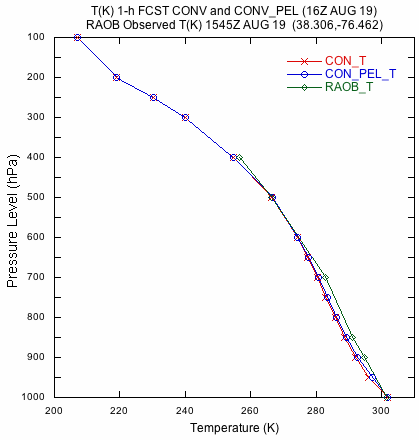 T(K) 1-h FCST CONV and CONV_PEL (16Z AUG 19)
RAOB Observed T(K) 1545Z AUG 19 (38.306,-76.462)
CON_T
CON_PEL_T
RAOB_T
Pressure Level (hPa)
100
200
300
400
500
600
700
800
900
1000
200
220
240
260
280
300
Temperature (K)